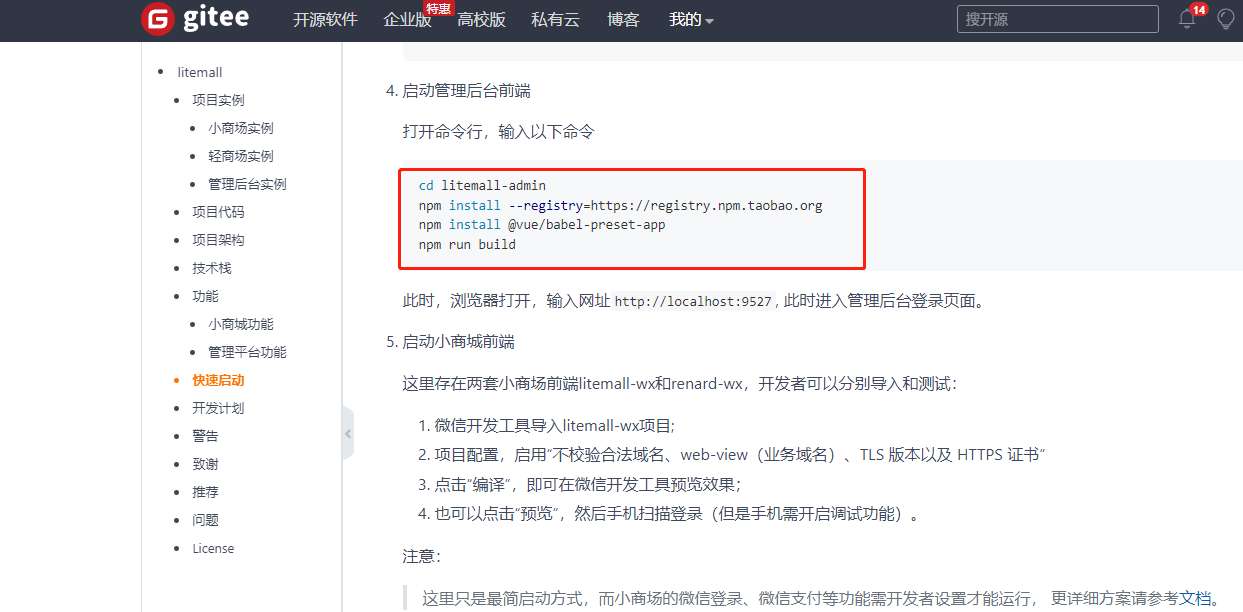 gitee
开源软件 企业版 特惠 高校版 私有云 博客 我的 搜开源 14
litemall
项目实例
小商场实例
轻商场实例
管理后台实例
项目代码
项目架构
技术栈
功能
小商城功能
管理平台功能
快速启动
开发计划
警告
致谢
推荐
问题
License
4. 启动管理后台前端
打开命令行，输入以下命令
cd litemall-admin
npm install --registry=https://registry.npm.taobao.org
npm install @vue/babel-preset-app
npm run build
此时，浏览器打开，输入网址http://localhost:9527, 此时进入管理后台登录页面。
5. 启动小商城前端
这里存在两套小商场前端litemall-wx和renard-wx，开发者可以分别导入和测试：
1. 微信开发工具导入litemall-wx项目;
2. 项目配置，启用“不校验合法域名、web-view（业务域名）、TLS 版本以及 HTTPS 证书”
3. 点击“编译”，即可在微信开发工具预览效果；
4. 也可以点击“预览”，然后手机扫描登录（但是手机需开启调试功能）。
注意：
这里只是最简启动方式，而小商场的微信登录、微信支付等功能需开发者设置才能运行， 更详细方案请参考文档。